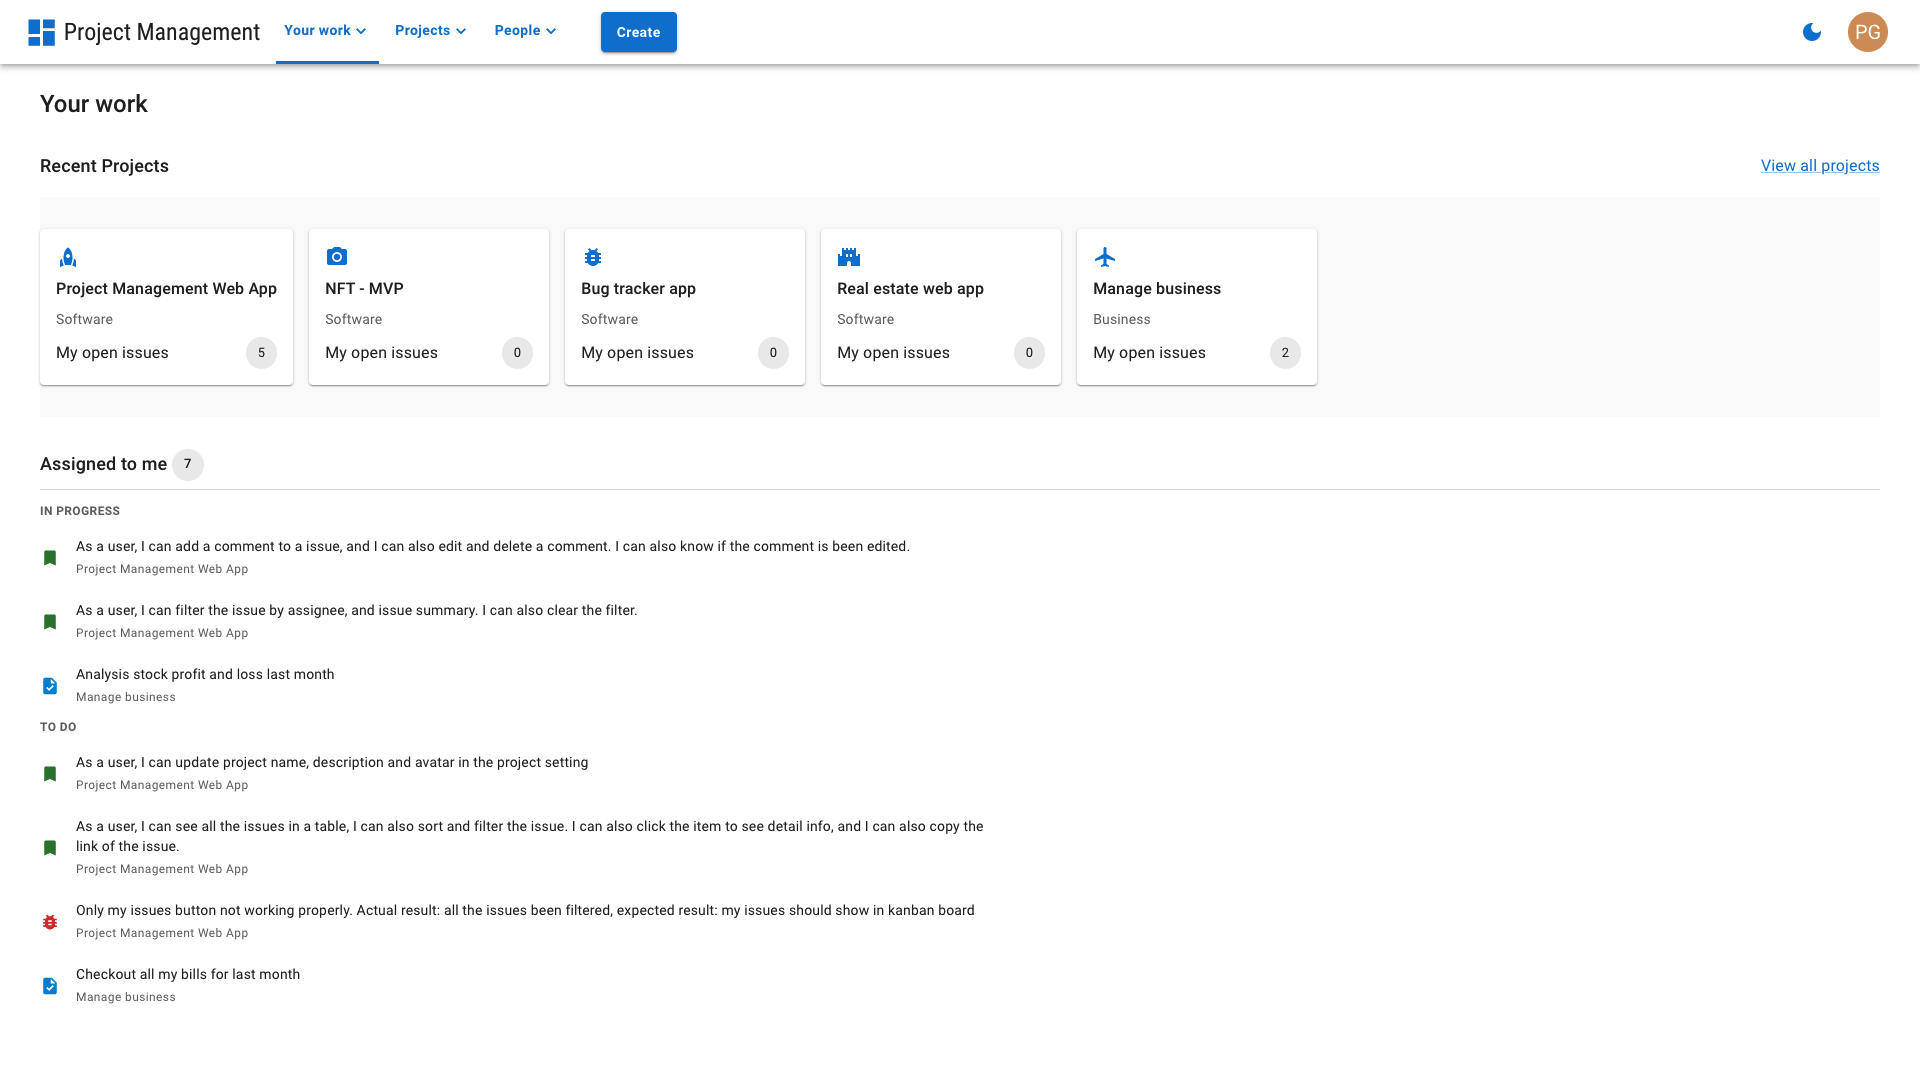 Project Management
Your work
Projects
People
Create
PG
Your work
Recent Projects
View all projects
Project Management Web App
Software
My open issues 5
NFT - MVP
Software
My open issues 0
Bug tracker app
Software
My open issues 0
Real estate web app
Software
My open issues 0
Manage business
Business
My open issues 2
Assigned to me 7
IN PROGRESS
As a user, I can add a comment to a issue, and I can also edit and delete a comment. I can also know if the comment is been edited.
Project Management Web App
As a user, I can filter the issue by assignee, and issue summary. I can also clear the filter.
Project Management Web App
Analysis stock profit and loss last month
Manage business
TO DO
As a user, I can update project name, description and avatar in the project setting
Project Management Web App
As a user, I can see all the issues in a table, I can also sort and filter the issue. I can also click the item to see detail info, and I can also copy the
link of the issue.
Project Management Web App
Only my issues button not working properly. Actual result: all the issues been filtered, expected result: my issues should show in kanban board
Project Management Web App
Checkout all my bills for last month
Manage business